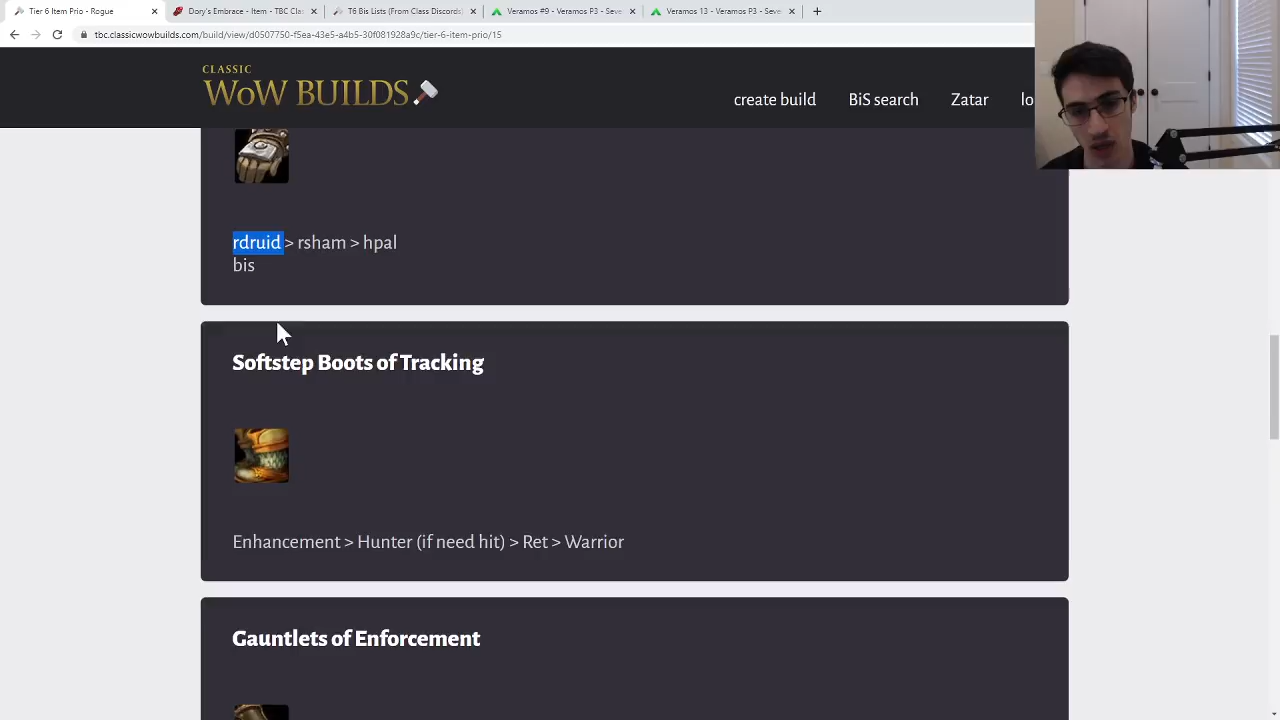 Tier 6 Item Prio - Rogue
Dory's Embrace - Item - TBC Clas
T6 Bis Lists (From Class Discords)
Veramos #9 - Veramos P3 - Seve
Veramos 13 - Veramos P3 - Seve
tbc.classicwowbuilds.com/build/view/d0507750-f5ea-43e5-a4b5-30f081928a9c/tier-6-item-prio/15
CLASSIC
WoW BUILDS
create build
BiS search
Zatar
lo
rdruid > rsham > hpal
bis
Softstep Boots of Tracking
Enhancement > Hunter (if need hit) > Ret > Warrior
Gauntlets of Enforcement